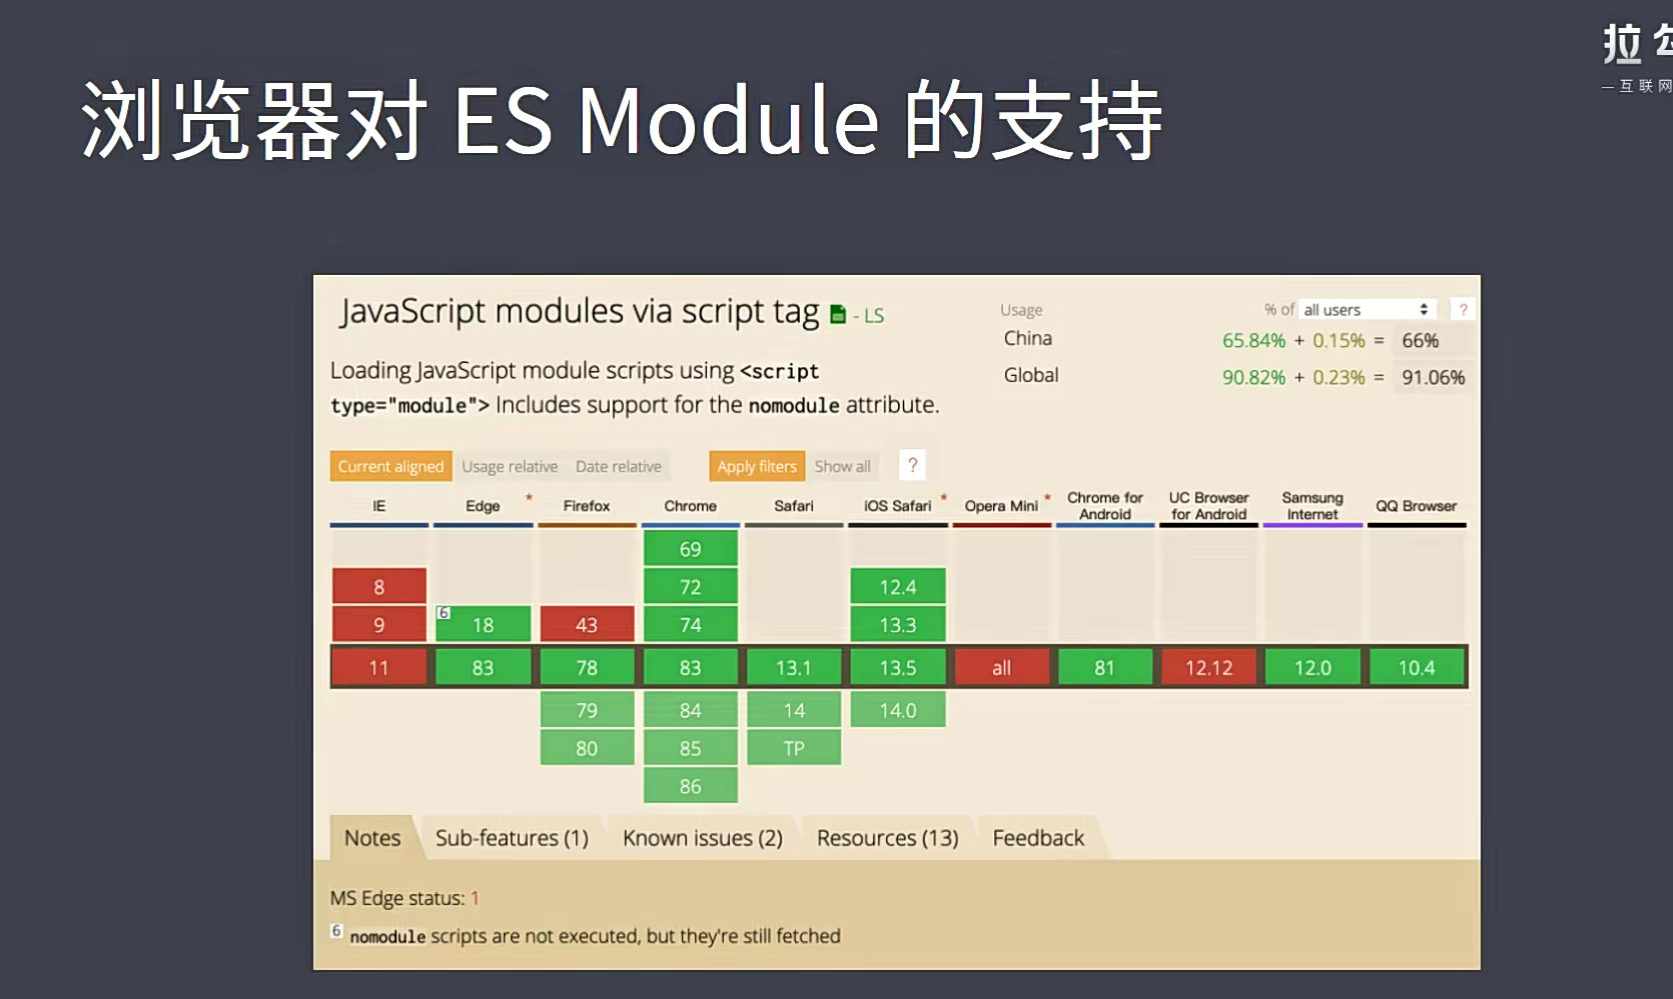 拉
—互联网
浏览器对 ES Module 的支持
JavaScript modules via script tag - LS
Loading JavaScript module scripts using <script
type="module"> Includes support for the nomodule attribute.
Usage % of all users ?
China 65.84% + 0.15% = 66%
Global 90.82% + 0.23% = 91.06%
Current aligned Usage relative Date relative Apply filters Show all ?
IE Edge * Firefox Chrome Safari iOS Safari * Opera Mini * Chrome for Android UC Browser for Android Samsung Internet QQ Browser
69
8 72 12.4
9 6 18 43 74 13.3
11 83 78 83 13.1 13.5 all 81 12.12 12.0 10.4
79 84 14 14.0
80 85 TP
86
Notes Sub-features (1) Known issues (2) Resources (13) Feedback
MS Edge status: 1
6 nomodule scripts are not executed, but they're still fetched